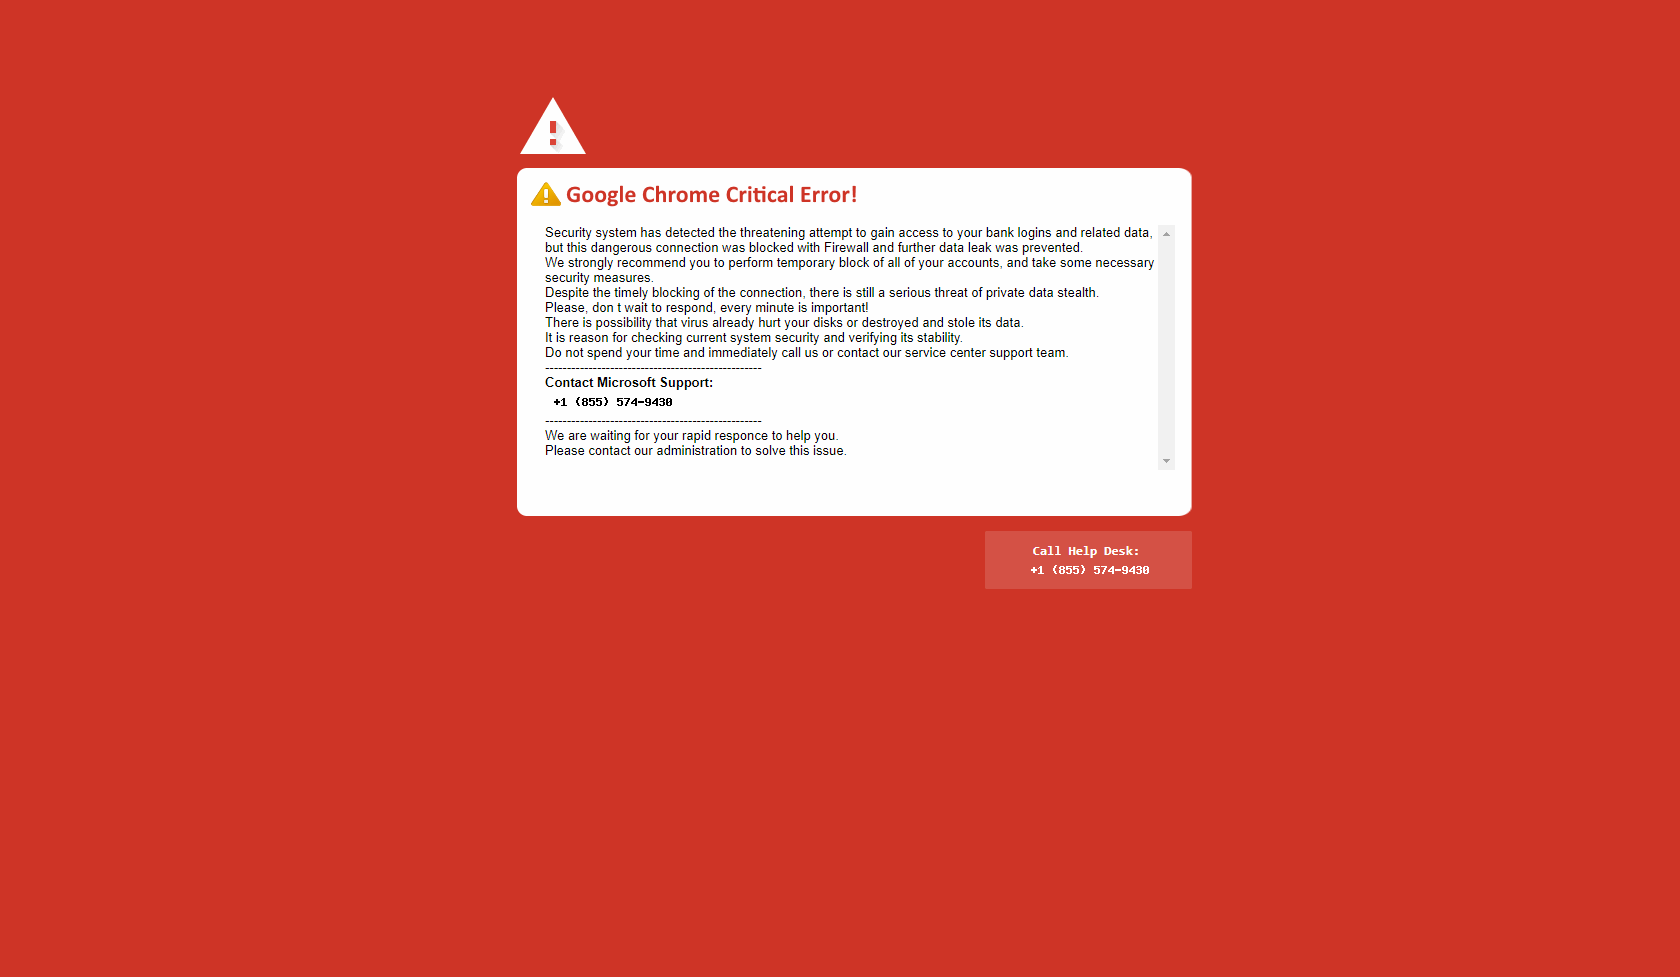 Google Chrome Critical Error!
Security system has detected the threatening attempt to gain access to your bank logins and related data,
but this dangerous connection was blocked with Firewall and further data leak was prevented.
We strongly recommend you to perform temporary block of all of your accounts, and take some necessary
security measures.
Despite the timely blocking of the connection, there is still a serious threat of private data stealth.
Please, don t wait to respond, every minute is important!
There is possibility that virus already hurt your disks or destroyed and stole its data.
It is reason for checking current system security and verifying its stability.
Do not spend your time and immediately call us or contact our service center support team.
--------------------------------------------------
Contact Microsoft Support:
+1 (855) 574-9430
--------------------------------------------------
We are waiting for your rapid responce to help you.
Please contact our administration to solve this issue.
Call Help Desk:
+1 (855) 574-9430